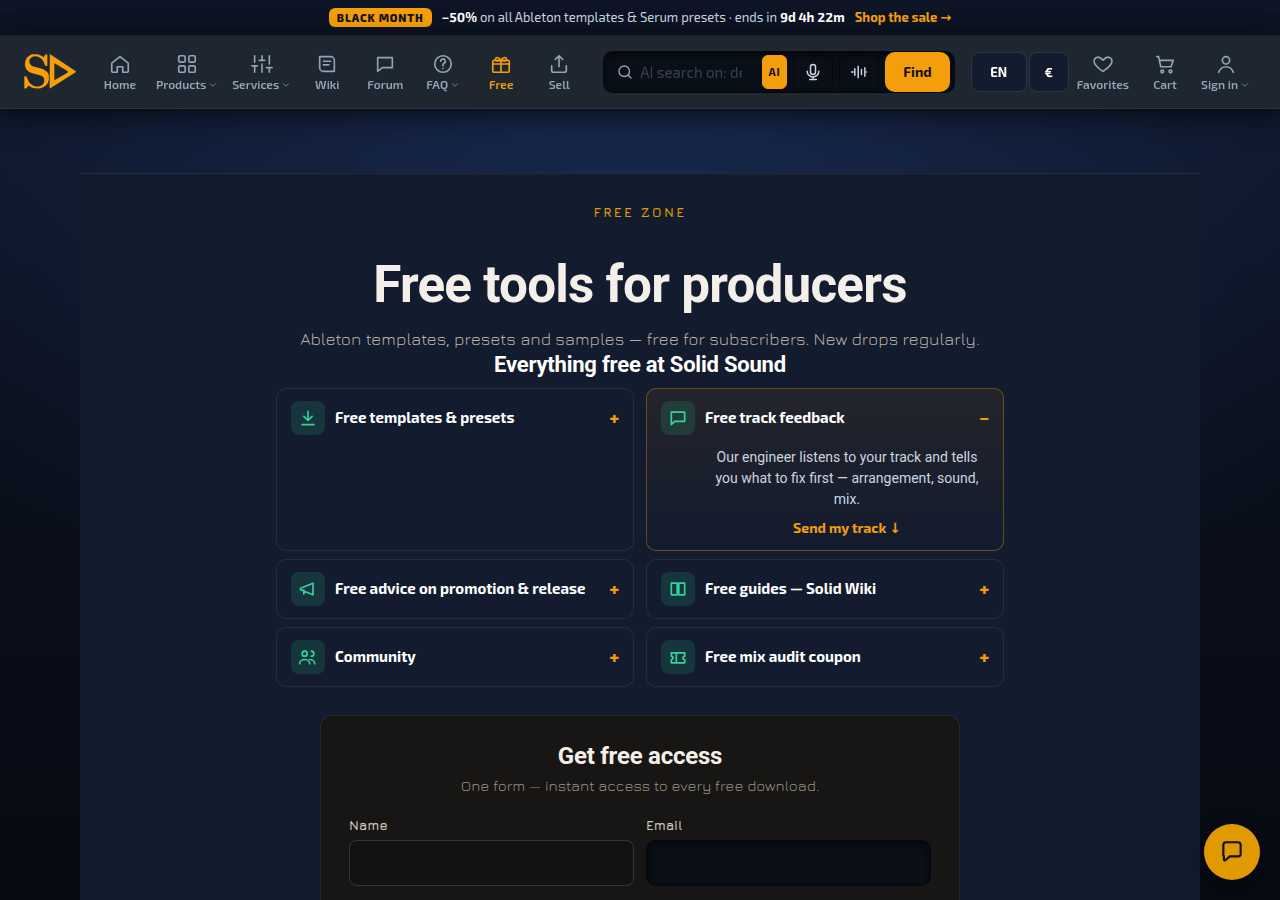 BLACK MONTH −50% on all Ableton templates & Serum presets · ends in 9d 4h 22m Shop the sale →
SD
Home
Products
Services
Wiki
Forum
FAQ
Free
Sell
AI search on: dr
AI
Find
EN
€
Favorites
Cart
Sign in
FREE ZONE
Free tools for producers
Ableton templates, presets and samples — free for subscribers. New drops regularly.
Everything free at Solid Sound
Free templates & presets +
Free track feedback −
Our engineer listens to your track and tells
you what to fix first — arrangement, sound,
mix.
Send my track ↓
Free advice on promotion & release +
Free guides — Solid Wiki +
Community +
Free mix audit coupon +
Get free access
One form — instant access to every free download.
Name
Email